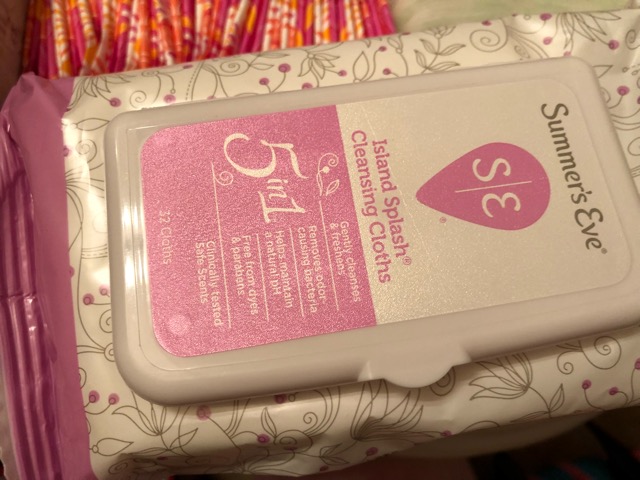 Summer's Eve®
S|E
®
Island Splash®
Cleansing Cloths
5 in 1
Gently cleanses
& freshens
Removes odor
causing bacteria
Helps maintain
a natural pH
Free from dyes
& parabens
Clinically tested
Safe Scents
32 Cloths